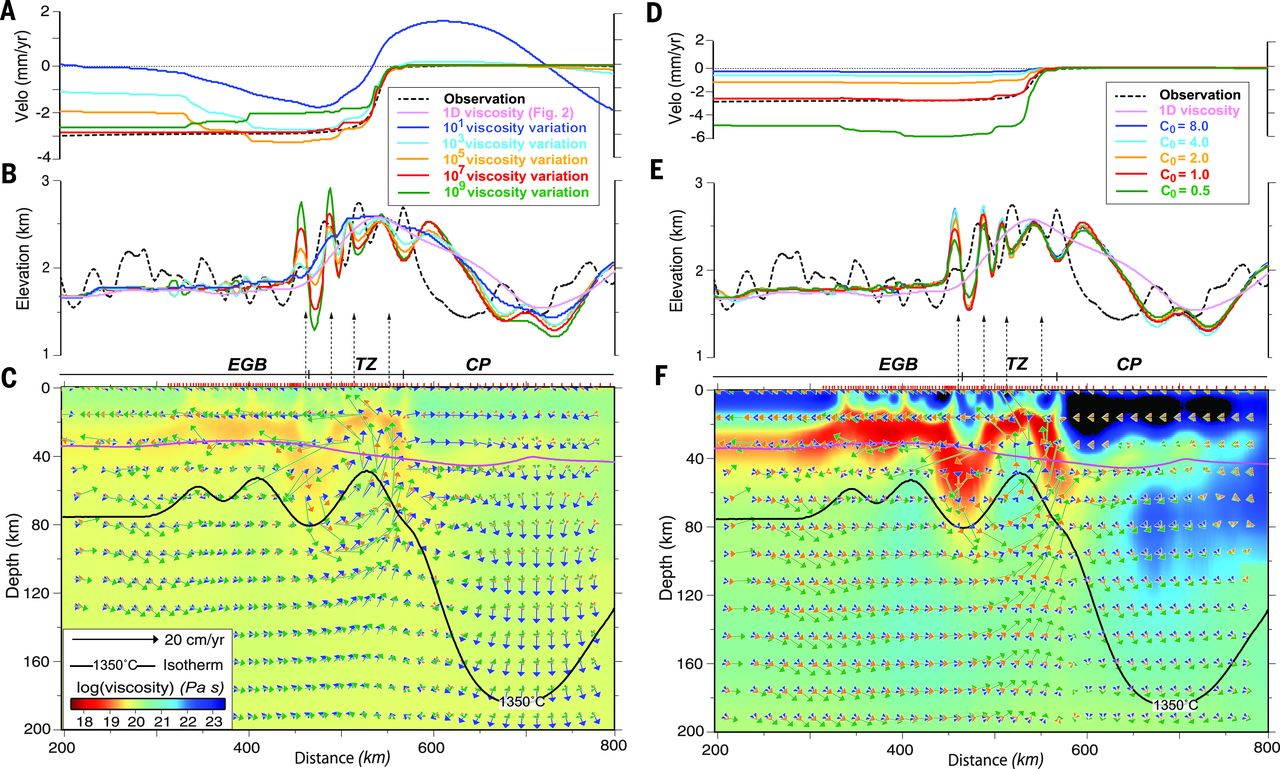 A
Velo (mm/yr)
2
0
-2
-4
Observation
1D viscosity (Fig. 2)
10¹ viscosity variation
10³ viscosity variation
10⁵ viscosity variation
10⁷ viscosity variation
10⁹ viscosity variation
B
Elevation (km)
3
2
1
EGB TZ CP
C
Depth (km)
0
40
80
120
160
200
20 cm/yr
1350°C Isotherm
log(viscosity) (Pa s)
18 19 20 21 22 23
1350°C
200 400 600 800
Distance (km)
D
Velo (mm/yr)
2
0
-2
-4
-6
Observation
1D viscosity
C₀ = 8.0
C₀ = 4.0
C₀ = 2.0
C₀ = 1.0
C₀ = 0.5
E
Elevation (km)
3
2
1
EGB TZ CP
F
Depth (km)
0
40
80
120
160
200
1350°C
200 400 600 800
Distance (km)